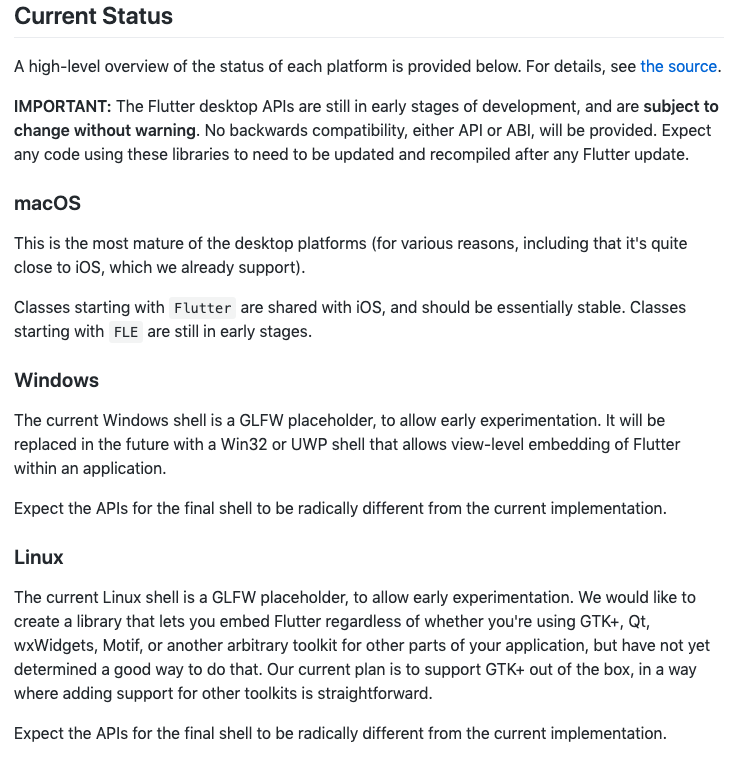 Current Status
A high-level overview of the status of each platform is provided below. For details, see the source.
IMPORTANT: The Flutter desktop APIs are still in early stages of development, and are subject to
change without warning. No backwards compatibility, either API or ABI, will be provided. Expect
any code using these libraries to need to be updated and recompiled after any Flutter update.
macOS
This is the most mature of the desktop platforms (for various reasons, including that it's quite
close to iOS, which we already support).
Classes starting with Flutter are shared with iOS, and should be essentially stable. Classes
starting with FLE are still in early stages.
Windows
The current Windows shell is a GLFW placeholder, to allow early experimentation. It will be
replaced in the future with a Win32 or UWP shell that allows view-level embedding of Flutter
within an application.
Expect the APIs for the final shell to be radically different from the current implementation.
Linux
The current Linux shell is a GLFW placeholder, to allow early experimentation. We would like to
create a library that lets you embed Flutter regardless of whether you're using GTK+, Qt,
wxWidgets, Motif, or another arbitrary toolkit for other parts of your application, but have not yet
determined a good way to do that. Our current plan is to support GTK+ out of the box, in a way
where adding support for other toolkits is straightforward.
Expect the APIs for the final shell to be radically different from the current implementation.